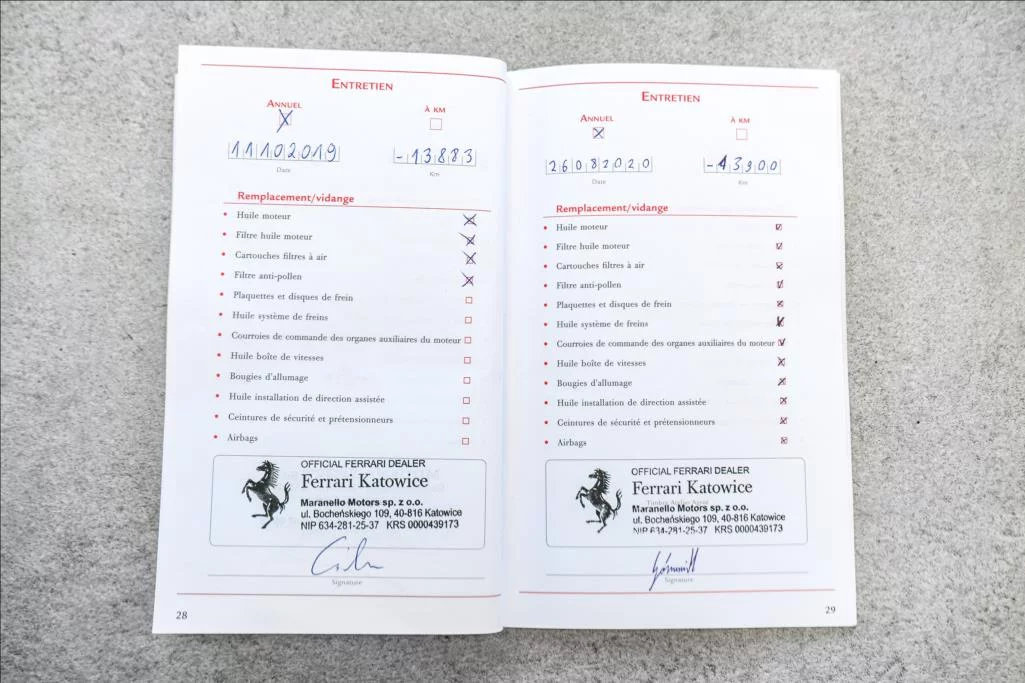 ENTRETIEN
ANNUEL
À KM
11102019
-13883
Date
Km
Remplacement/vidange
• Huile moteur
• Filtre huile moteur
• Cartouches filtres à air
• Filtre anti-pollen
• Plaquettes et disques de frein
• Huile système de freins
• Courroies de commande des organes auxiliaires du moteur
• Huile boîte de vitesses
• Bougies d'allumage
• Huile installation de direction assistée
• Ceintures de sécurité et prétensionneurs
• Airbags
OFFICIAL FERRARI DEALER
Ferrari Katowice
Maranello Motors sp. z o.o.
ul. Bocheńskiego 109, 40-816 Katowice
NIP 634-281-25-37 KRS 0000439173
Signature
28
ENTRETIEN
ANNUEL
À KM
26082020
-13900
Date
Km
Remplacement/vidange
• Huile moteur
• Filtre huile moteur
• Cartouches filtres à air
• Filtre anti-pollen
• Plaquettes et disques de frein
• Huile système de freins
• Courroies de commande des organes auxiliaires du moteur
• Huile boîte de vitesses
• Bougies d'allumage
• Huile installation de direction assistée
• Ceintures de sécurité et prétensionneurs
• Airbags
OFFICIAL FERRARI DEALER
Ferrari Katowice
Timbre Atelier Agréé
Maranello Motors sp. z o.o.
ul. Bocheńskiego 109, 40-816 Katowice
NIP 634-281-25-37 KRS 0000439173
Signature
29